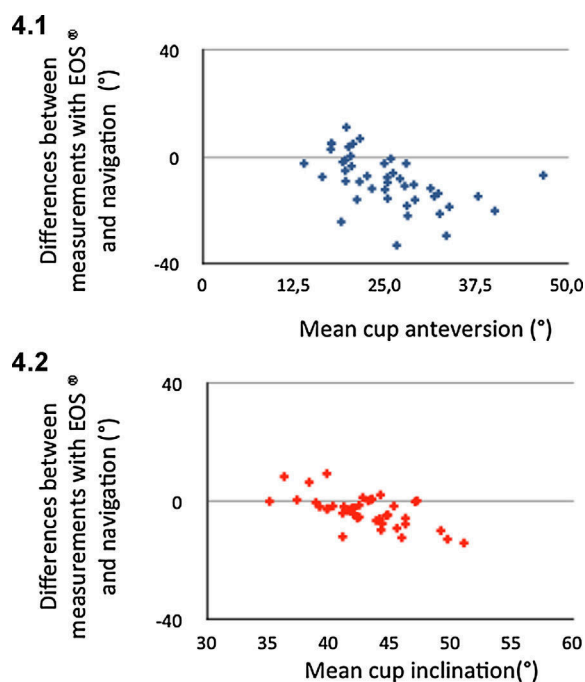 4.1
Differences between
measurements with EOS ®
and navigation (°)
40
0
-40
0 12,5 25,0 37,5 50,0
Mean cup anteversion (°)
4.2
Differences between
measurements with EOS ®
and navigation (°)
40
0
-40
30 35 40 45 50 55 60
Mean cup inclination(°)